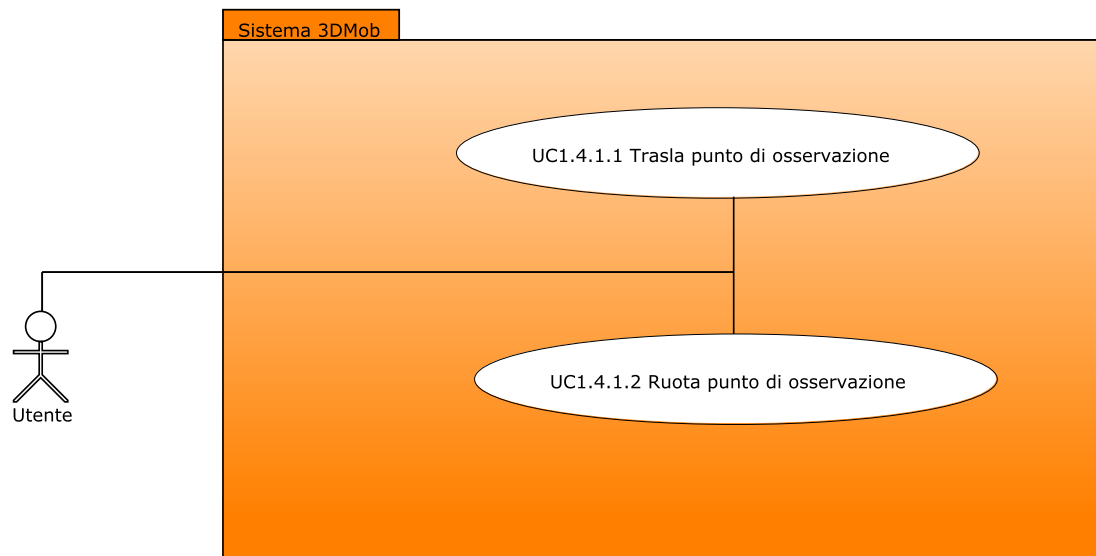 Sistema 3DMob
UC1.4.1.1 Trasla punto di osservazione
UC1.4.1.2 Ruota punto di osservazione
Utente